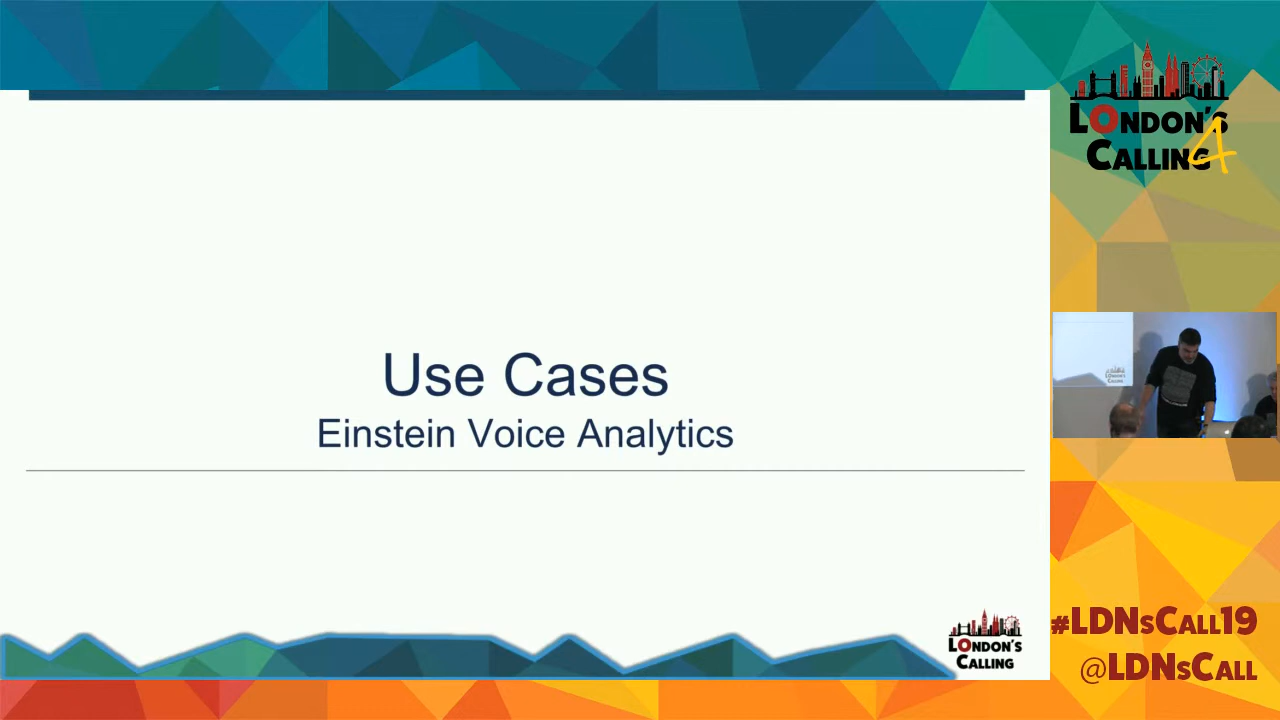 LONDON'S
CALLING 4
Use Cases
Einstein Voice Analytics
LONDON'S
CALLING
#LDNsCALL19
@LDNsCALL